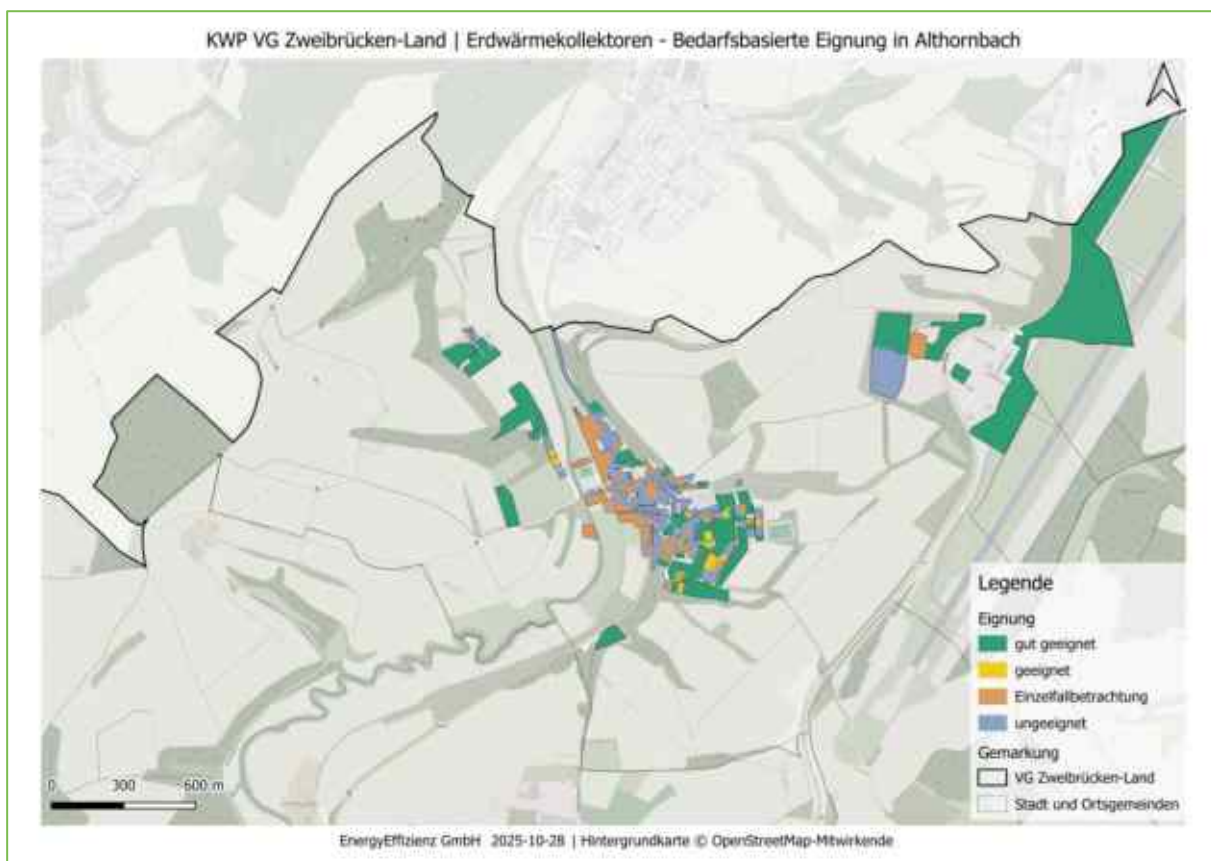 KWP VG Zweibrücken-Land | Erdwärmekollektoren - Bedarfsbasierte Eignung in Althornbach
Legende
Eignung
gut geeignet
geeignet
Einzelfallbetrachtung
ungeeignet
Gemarkung
VG Zweibrücken-Land
Stadt und Ortsgemeinden
0 300 600 m
EnergyEffizienz GmbH 2025-10-28 | Hintergrundkarte © OpenStreetMap-Mitwirkende